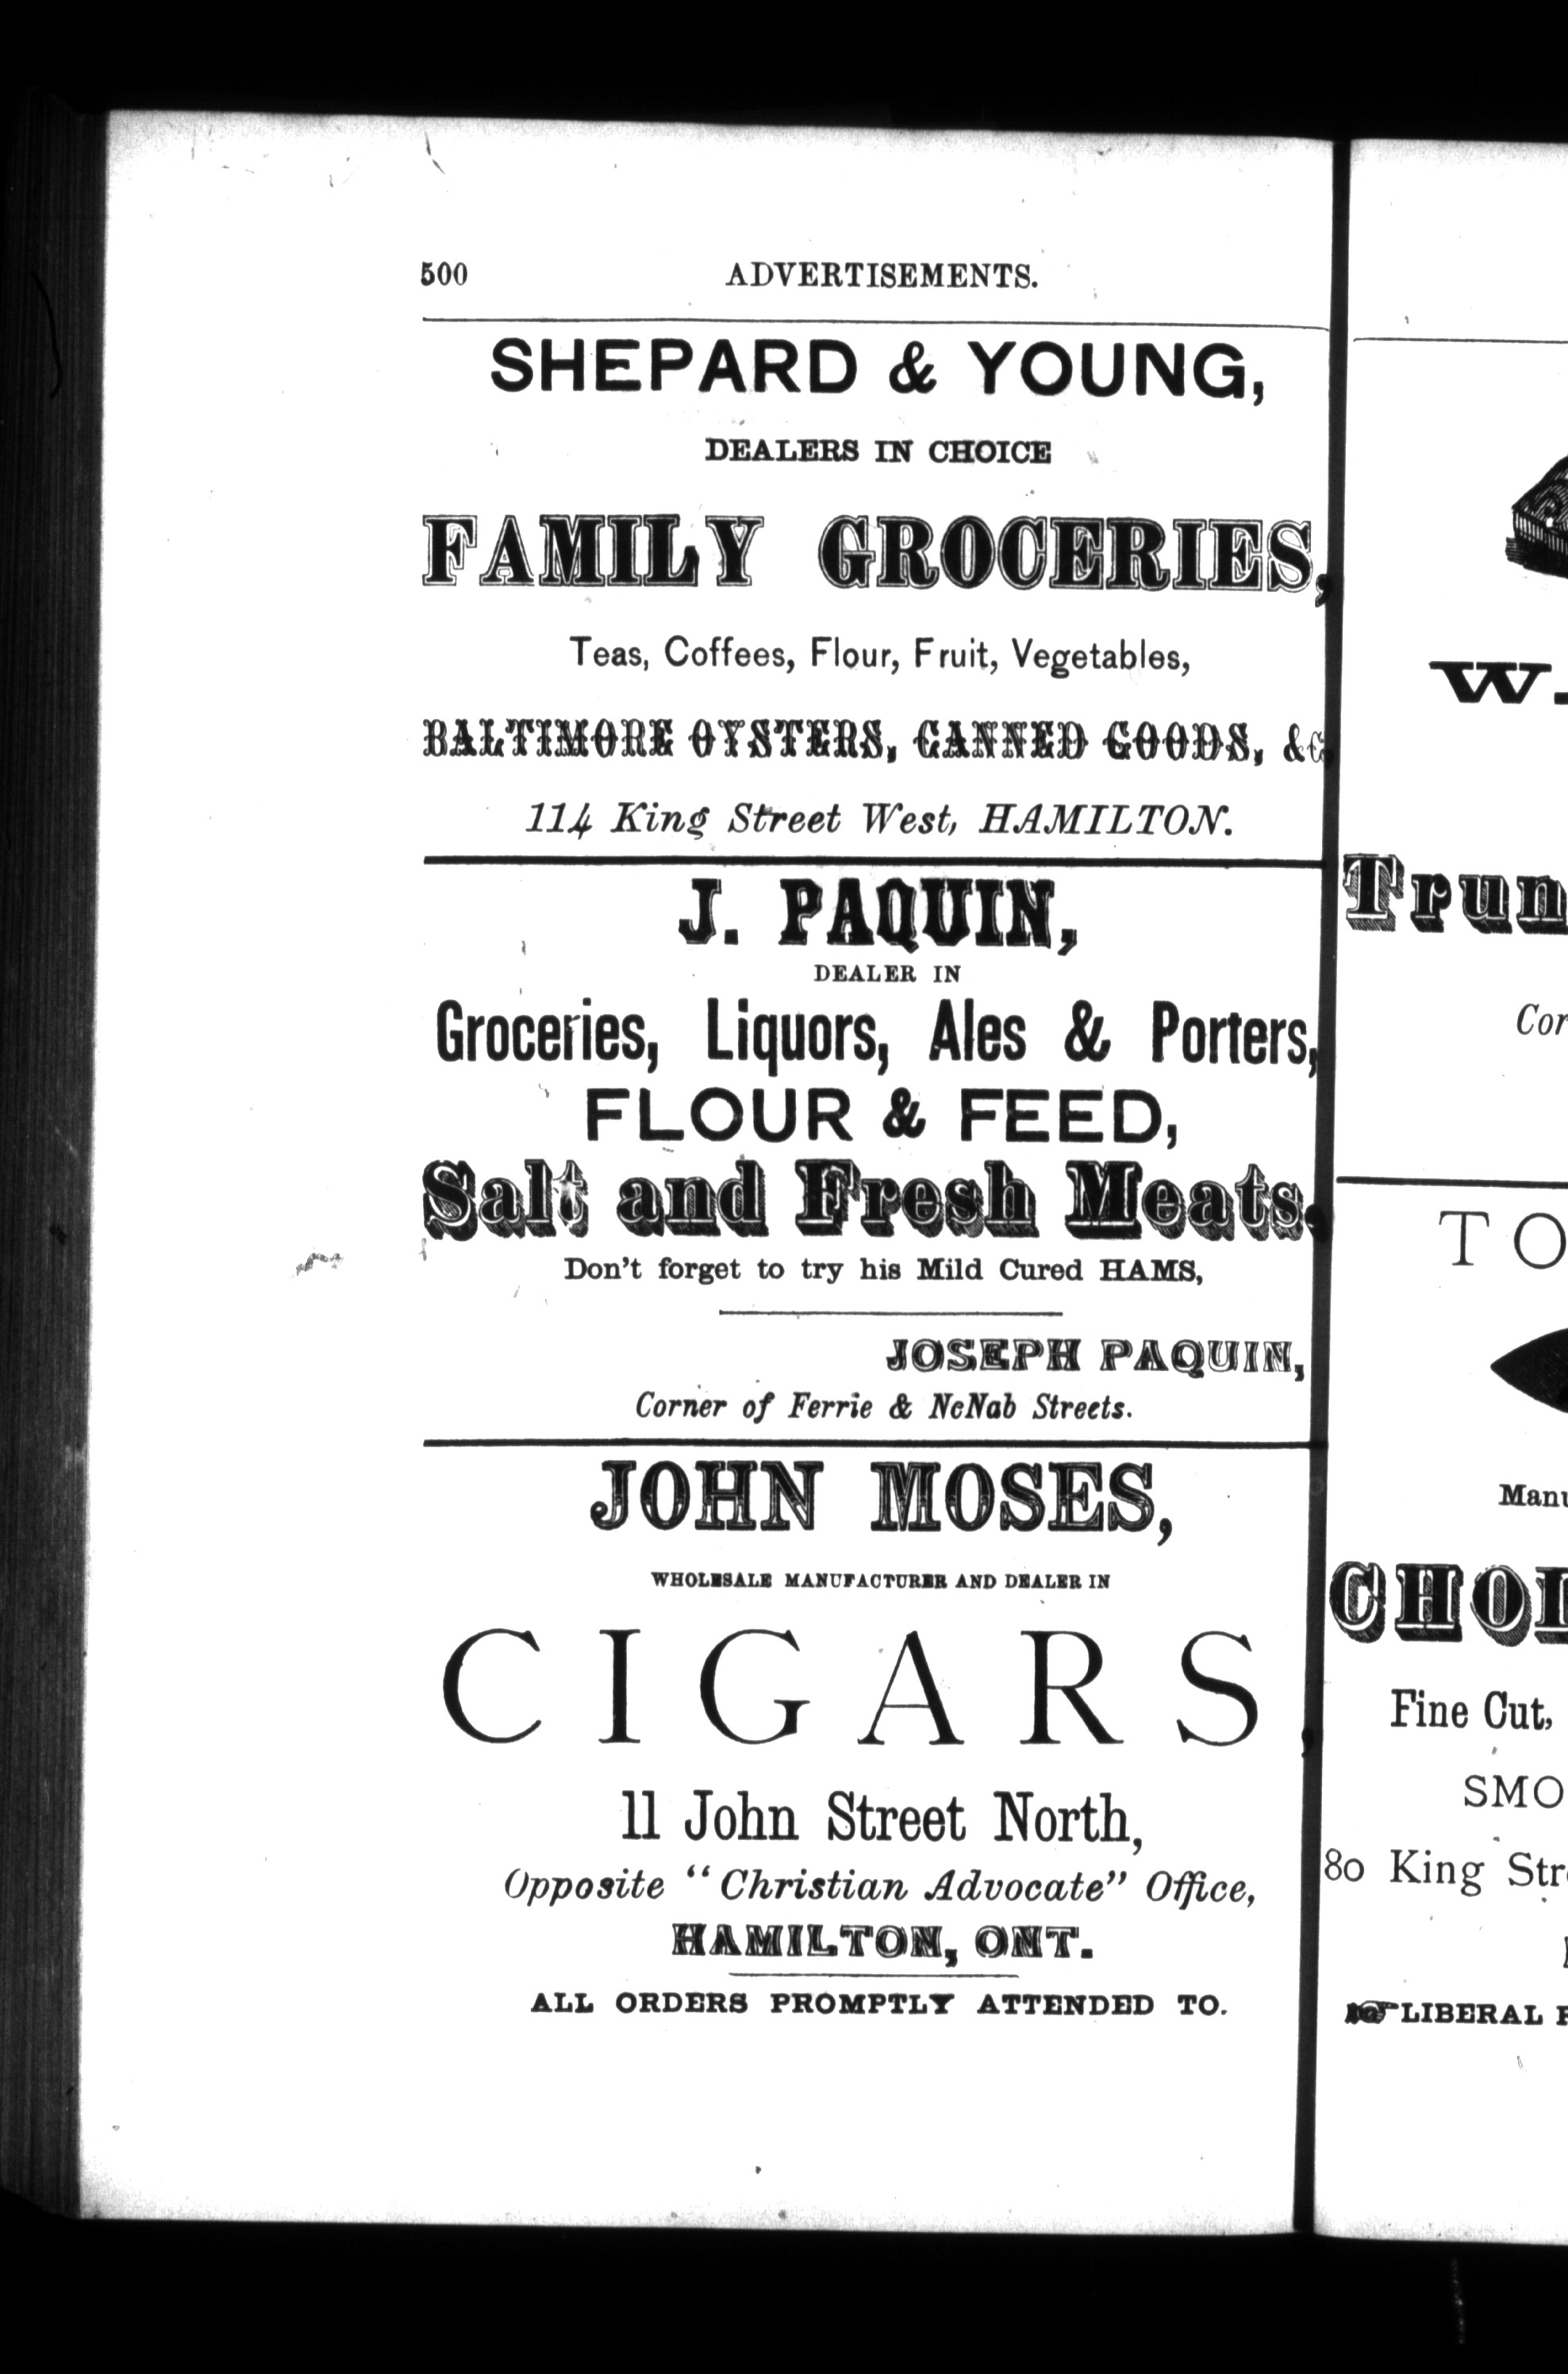 500 ADVERTISEMENTS.
SHEPARD & YOUNG,
DEALERS IN CHOICE
FAMILY GROCERIES,
Teas, Coffees, Flour, Fruit, Vegetables,
BALTIMORE OYSTERS, CANNED GOODS, &c
114 King Street West, HAMILTON.
J. PAQUIN,
DEALER IN
Groceries, Liquors, Ales & Porters,
FLOUR & FEED,
Salt and Fresh Meats.
Don't forget to try his Mild Cured HAMS,
JOSEPH PAQUIN,
Corner of Ferrie & NcNab Streets.
JOHN MOSES,
WHOLESALE MANUFACTURER AND DEALER IN
CIGARS,
11 John Street North,
Opposite "Christian Advocate" Office,
HAMILTON, ONT.
ALL ORDERS PROMPTLY ATTENDED TO.
W.
Trun
Cor
TO
Manu
CHOI
Fine Cut,
SMO
80 King Str
LIBERAL